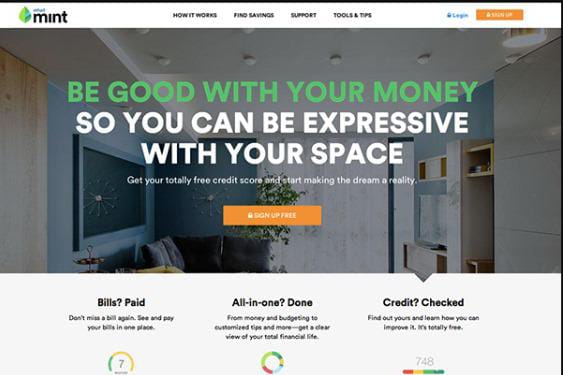 intuit
mint
HOW IT WORKS FIND SAVINGS SUPPORT TOOLS & TIPS Login SIGN UP
BE GOOD WITH YOUR MONEY
SO YOU CAN BE EXPRESSIVE
WITH YOUR SPACE
Get your totally free credit score and start making the dream a reality.
SIGN UP FREE
Bills? Paid
Don't miss a bill again. See and pay
your bills in one place.
All-in-one? Done
From money and budgeting to
customized tips and more—get a clear
view of your total financial life.
Credit? Checked
Find out yours and learn how you can
improve it. It's totally free.
7
748